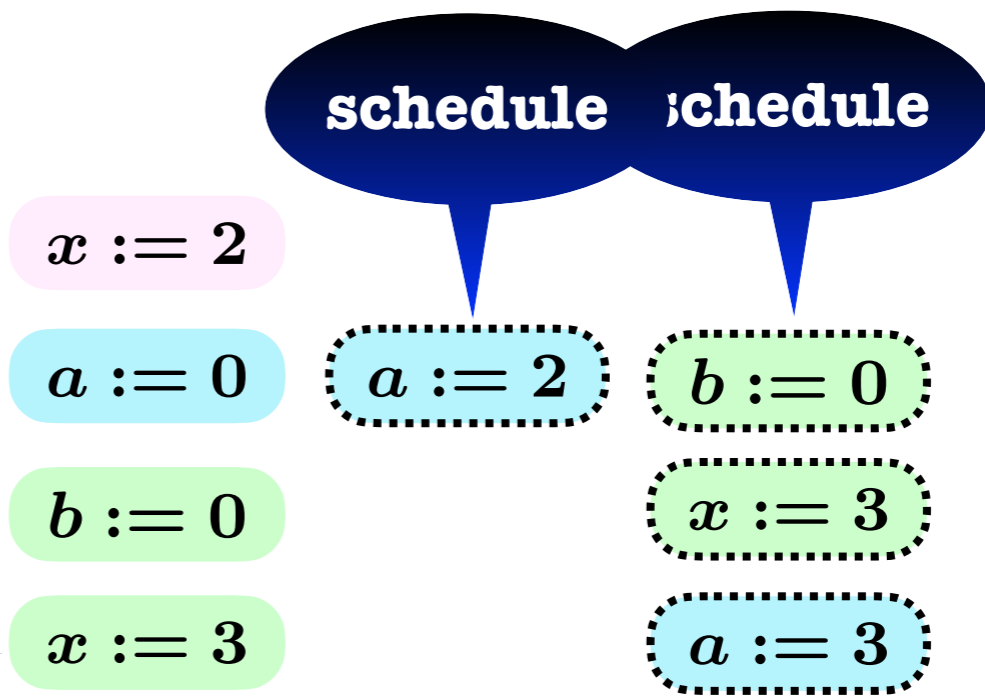 schedule
chedule
x := 2
a := 0
a := 2
b := 0
b := 0
x := 3
x := 3
a := 3